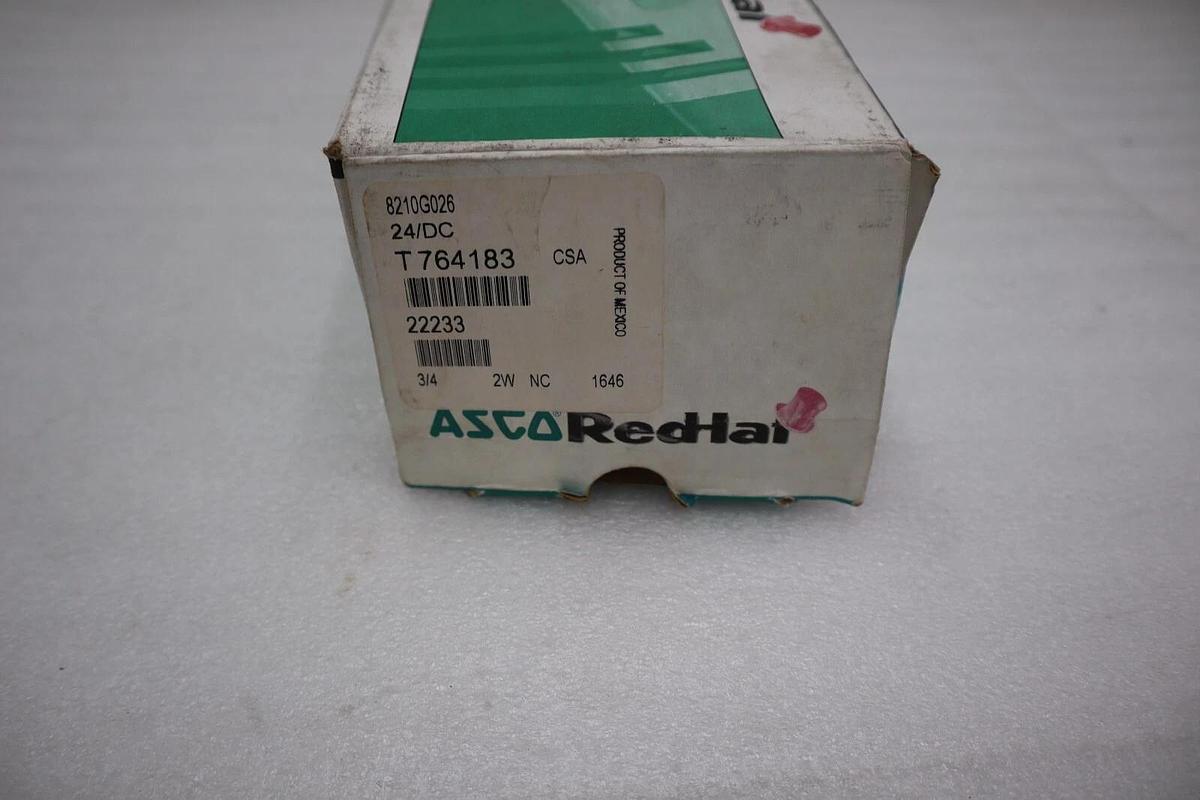 8210G026
24/DC
T764183 CSA
PRODUCT OF MEXICO
22233
3/4 2W NC 1646
ASCO® RedHat